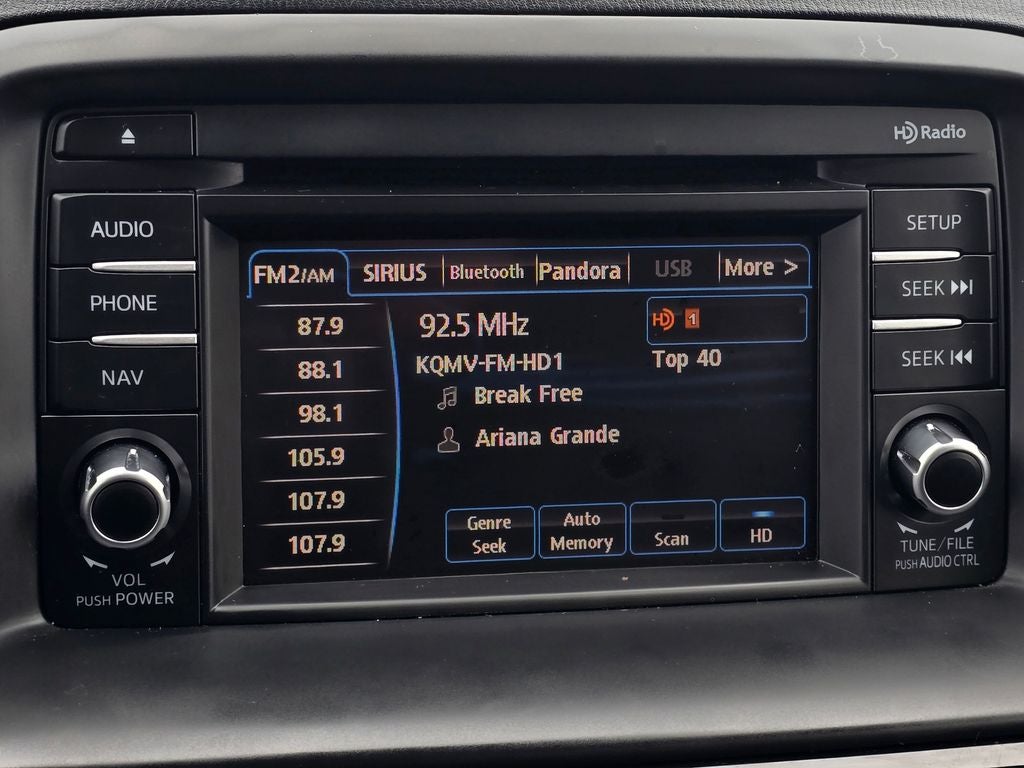 HD Radio
AUDIO
PHONE
NAV
VOL
PUSH POWER
FM2/AM SIRIUS Bluetooth Pandora USB More >
87.9
88.1
98.1
105.9
107.9
107.9
92.5 MHz
HD 1
KQMV-FM-HD1
Top 40
Break Free
Ariana Grande
Genre
Seek
Auto
Memory
Scan
HD
SETUP
SEEK
SEEK
TUNE/FILE
PUSH AUDIO CTRL